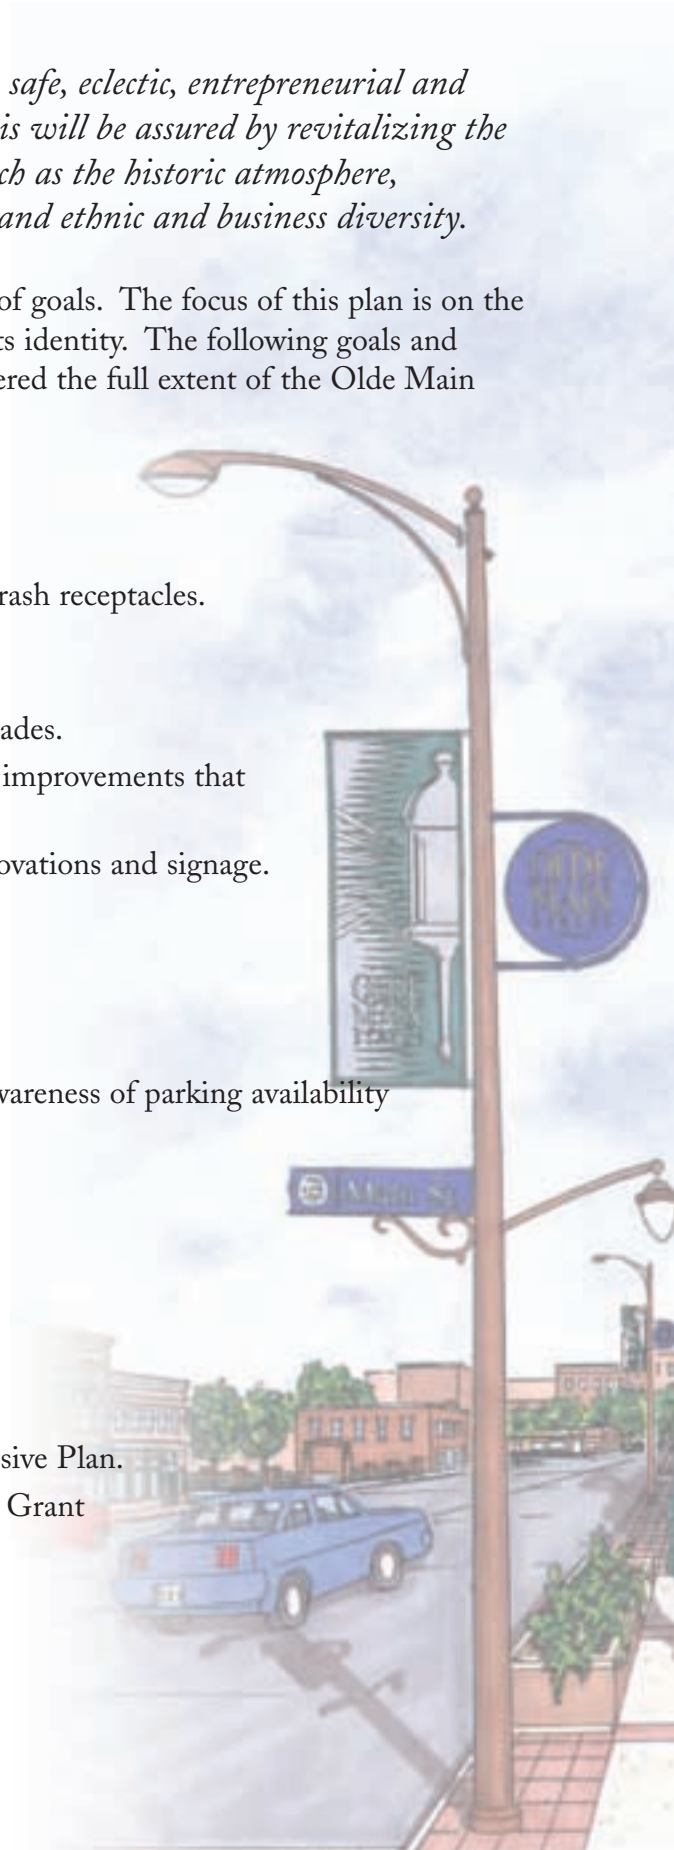 safe, eclectic, entrepreneurial and
is will be assured by revitalizing the
ch as the historic atmosphere,
and ethnic and business diversity.
of goals.  The focus of this plan is on the
ts identity.  The following goals and
ered the full extent of the Olde Main
rash receptacles.
ades.
improvements that
ovations and signage.
OLDE
MAIN
wareness of parking availability
Main St
sive Plan.
Grant